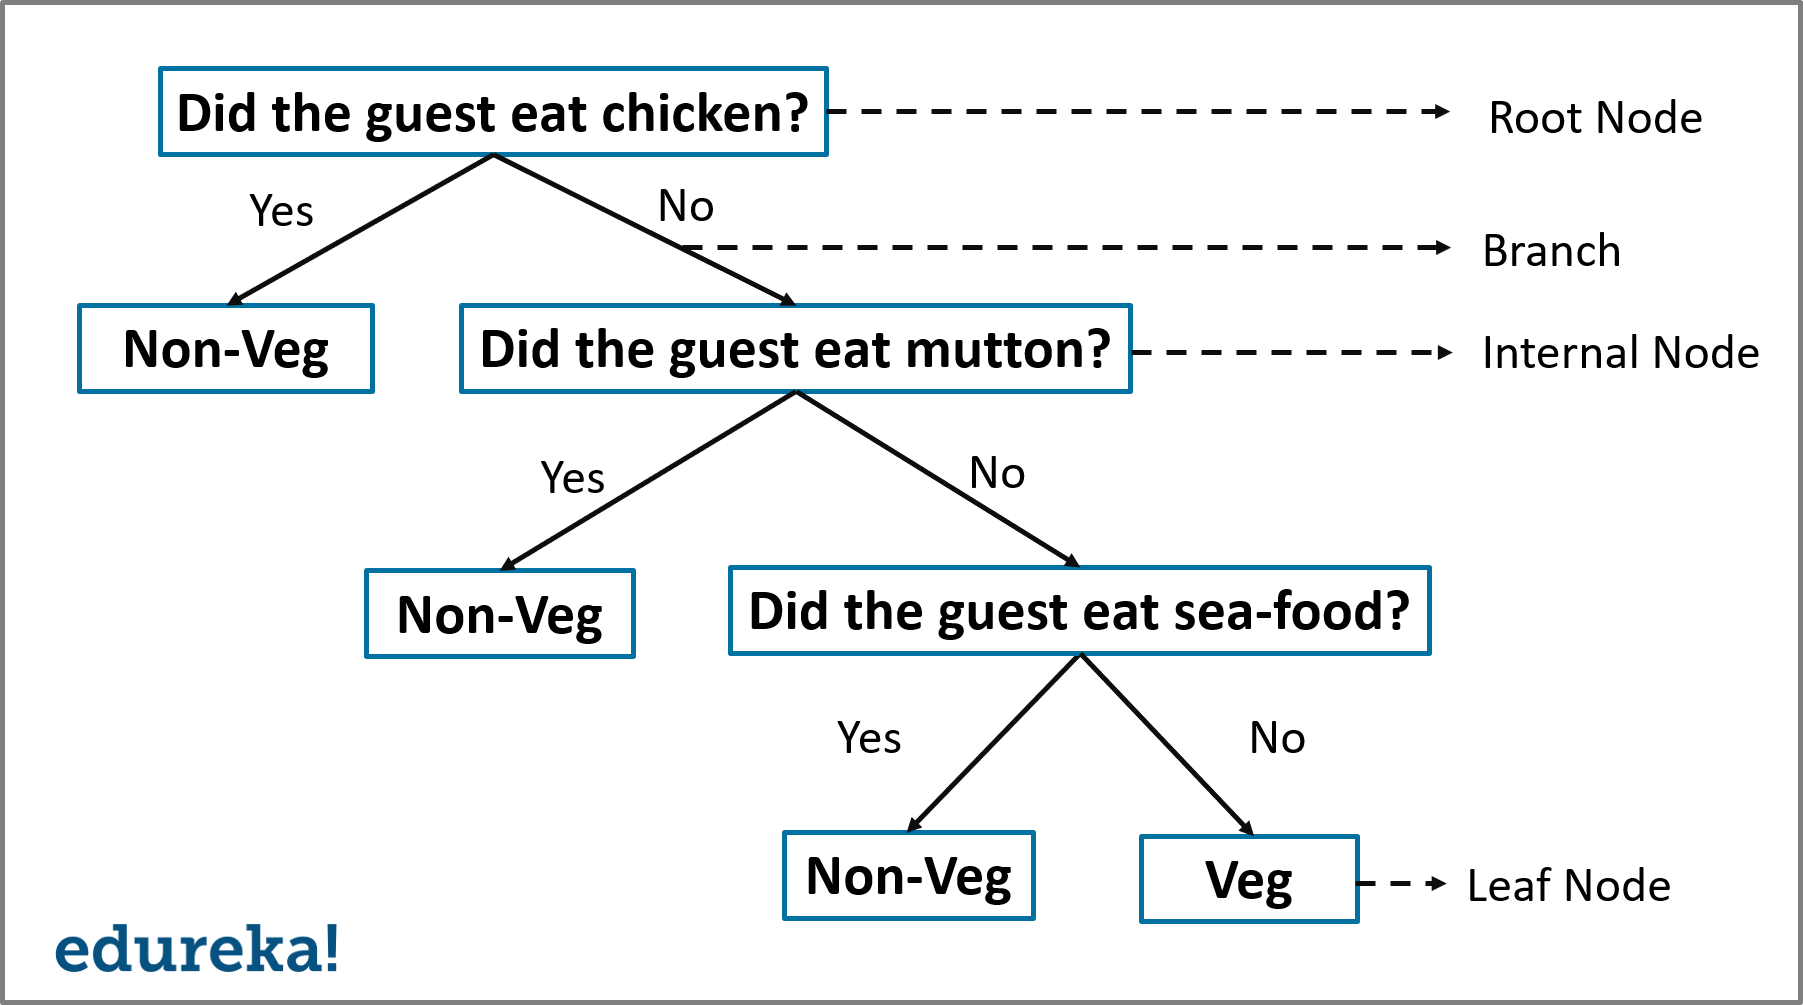 Did the guest eat chicken?
Root Node
Yes
No
Branch
Non-Veg
Did the guest eat mutton?
Internal Node
Yes
No
Non-Veg
Did the guest eat sea-food?
Yes
No
Non-Veg
Veg
Leaf Node
edureka!